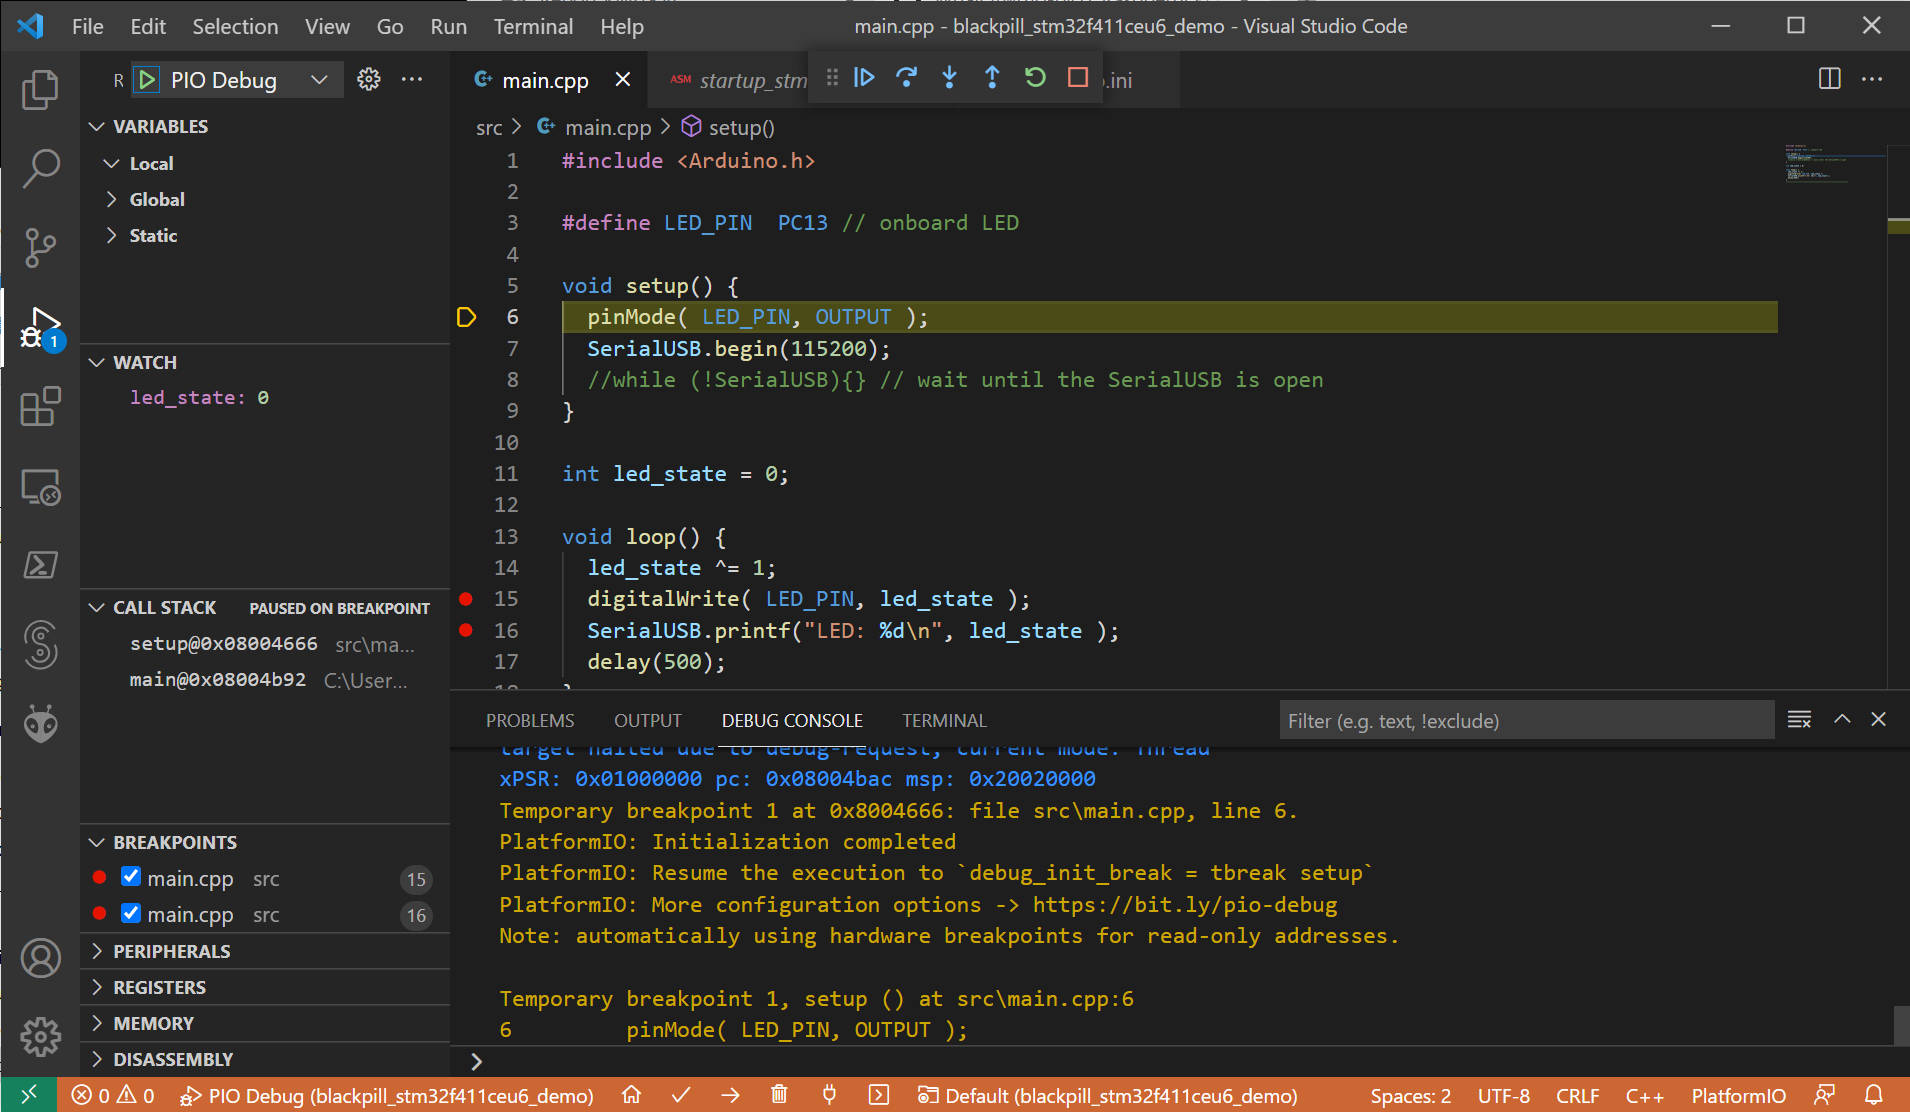 File Edit Selection View Go Run Terminal Help
main.cpp - blackpill_stm32f411ceu6_demo - Visual Studio Code
R PIO Debug
main.cpp
ASM startup_stm
.ini
VARIABLES
Local
Global
Static
WATCH
led_state: 0
CALL STACK PAUSED ON BREAKPOINT
setup@0x08004666 src\ma...
main@0x08004b92 C:\User...
BREAKPOINTS
main.cpp src 15
main.cpp src 16
PERIPHERALS
REGISTERS
MEMORY
DISASSEMBLY
1
src > main.cpp > setup()
1 #include <Arduino.h>
2
3 #define LED_PIN  PC13 // onboard LED
4
5 void setup() {
6   pinMode( LED_PIN, OUTPUT );
7   SerialUSB.begin(115200);
8   //while (!SerialUSB){} // wait until the SerialUSB is open
9 }
10
11 int led_state = 0;
12
13 void loop() {
14   led_state ^= 1;
15   digitalWrite( LED_PIN, led_state );
16   SerialUSB.printf("LED: %d\n", led_state );
17   delay(500);
18 }
PROBLEMS OUTPUT DEBUG CONSOLE TERMINAL
Filter (e.g. text, !exclude)
target halted due to debug-request, current mode: Thread
xPSR: 0x01000000 pc: 0x08004bac msp: 0x20020000
Temporary breakpoint 1 at 0x8004666: file src\main.cpp, line 6.
PlatformIO: Initialization completed
PlatformIO: Resume the execution to `debug_init_break = tbreak setup`
PlatformIO: More configuration options -> https://bit.ly/pio-debug
Note: automatically using hardware breakpoints for read-only addresses.
Temporary breakpoint 1, setup () at src\main.cpp:6
6         pinMode( LED_PIN, OUTPUT );
0 0 PIO Debug (blackpill_stm32f411ceu6_demo) Default (blackpill_stm32f411ceu6_demo) Spaces: 2 UTF-8 CRLF C++ PlatformIO